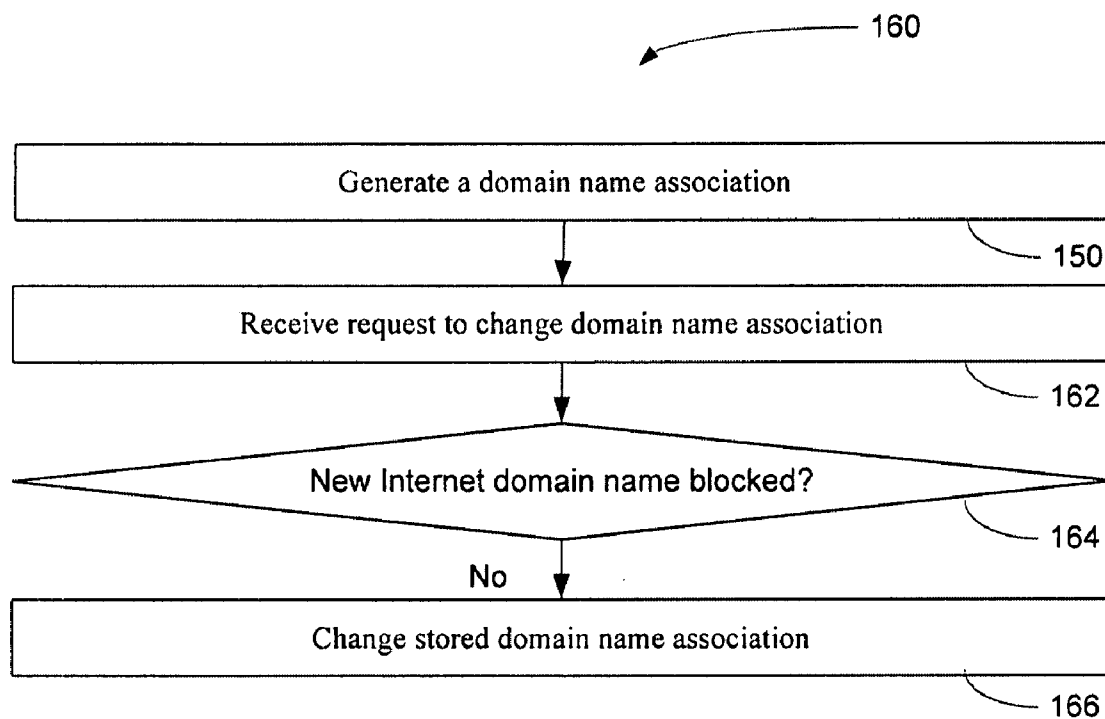 160
Generate a domain name association
150
Receive request to change domain name association
162
New Internet domain name blocked?
164
No
Change stored domain name association
166